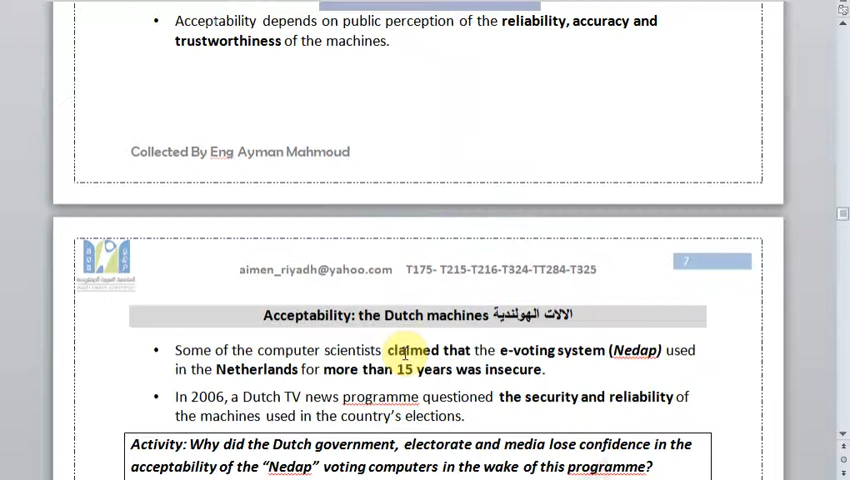 • Acceptability depends on public perception of the reliability, accuracy and
trustworthiness of the machines.
Collected By Eng Ayman Mahmoud
aimen_riyadh@yahoo.com T175- T215-T216-T324-TT284-T325
7
Acceptability: the Dutch machines الالات الهولندية
• Some of the computer scientists claimed that the e-voting system (Nedap) used
in the Netherlands for more than 15 years was insecure.
• In 2006, a Dutch TV news programme questioned the security and reliability of
the machines used in the country's elections.
Activity: Why did the Dutch government, electorate and media lose confidence in the
acceptability of the “Nedap” voting computers in the wake of this programme?